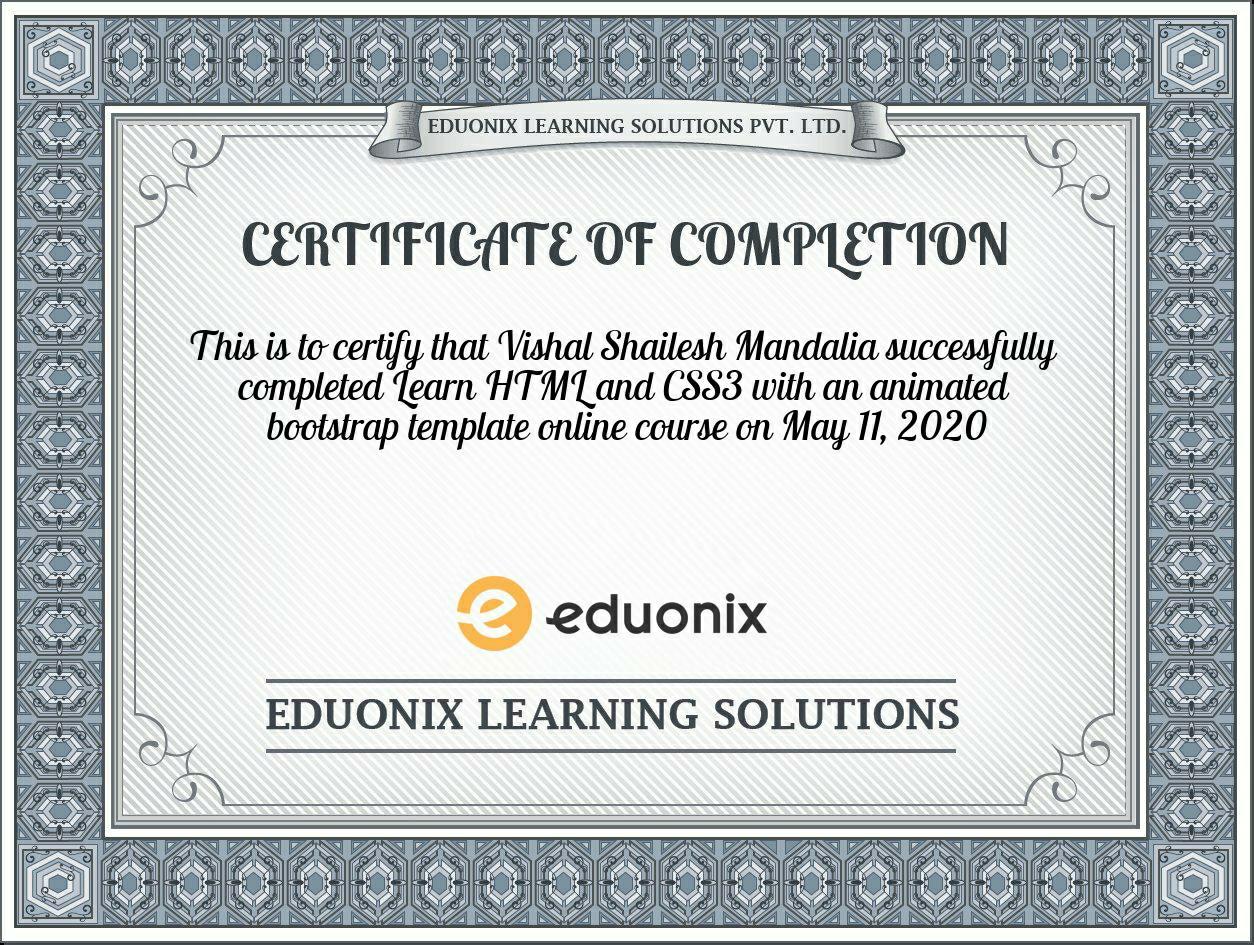 EDUONIX LEARNING SOLUTIONS PVT. LTD.
CERTIFICATE OF COMPLETION
This is to certify that Vishal Shailesh Mandalia successfully
completed Learn HTML and CSS3 with an animated
bootstrap template online course on May 11, 2020
eduonix
EDUONIX LEARNING SOLUTIONS